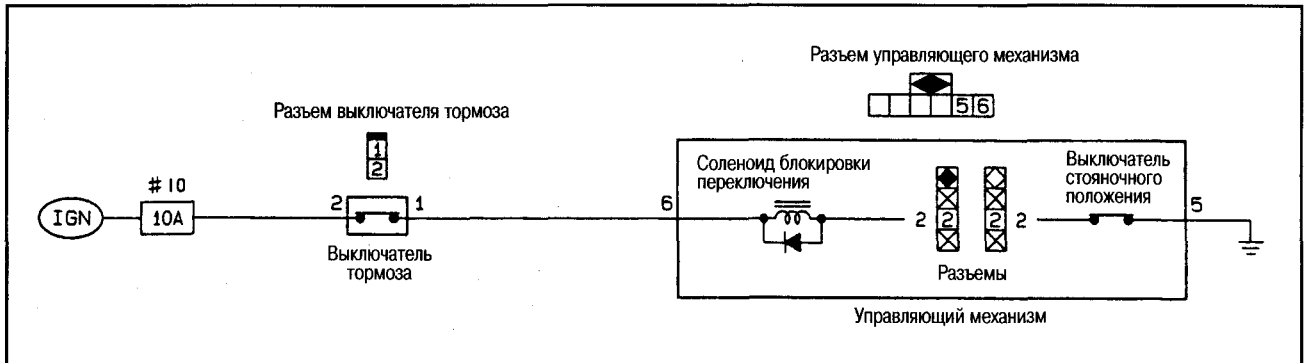 Разъем управляющего механизма
5 6
Разъем выключателя тормоза
1
2
Соленоид блокировки
переключения
Выключатель
стояночного
положения
#10
IGN
10A
2
1
6
2
2
2
2
5
Выключатель
тормоза
Разъемы
Управляющий механизм